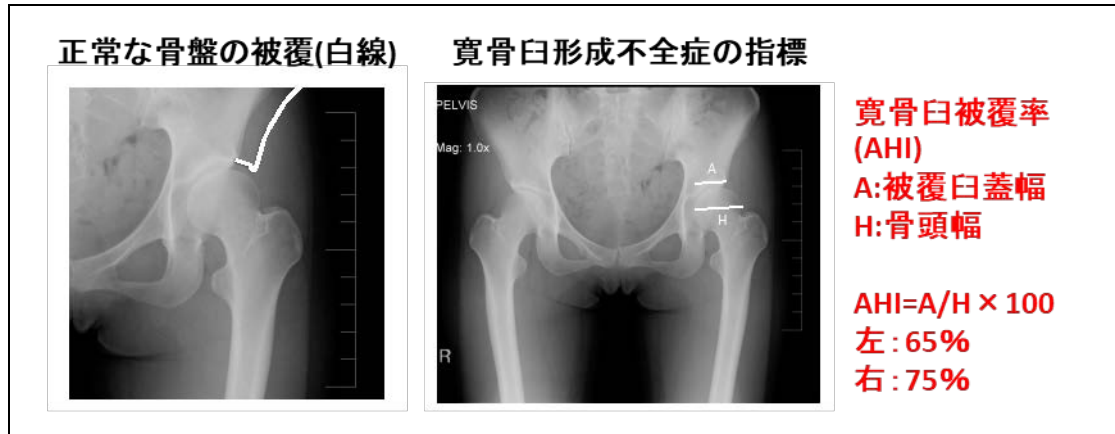 正常な骨盤の被覆(白線)
寛骨臼形成不全症の指標
PELVIS
Mag: 1.0x
A
H
R
寛骨臼被覆率
(AHI)
A:被覆臼蓋幅
H:骨頭幅
AHI=A/H×100
左:65%
右:75%